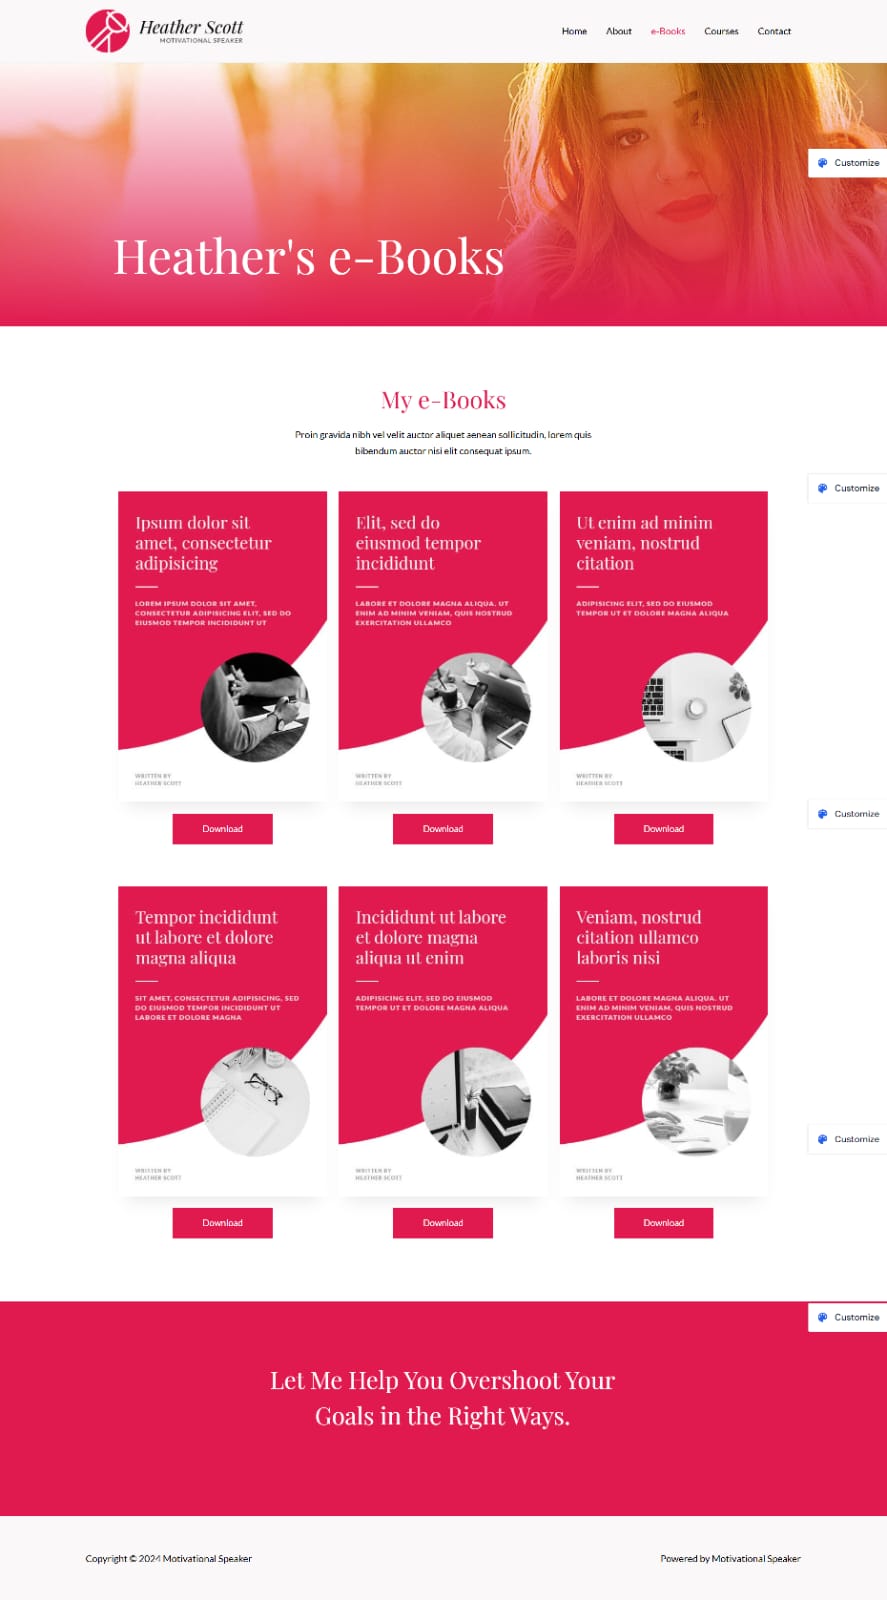 Heather Scott
MOTIVATIONAL SPEAKER
Home About e-Books Courses Contact
Customize
Heather's e-Books
My e-Books
Proin gravida nibh vel velit auctor aliquet aenean sollicitudin, lorem quis
bibendum auctor nisi elit consequat ipsum.
Customize
Ipsum dolor sit
amet, consectetur
adipisicing
LOREM IPSUM DOLOR SIT AMET,
CONSECTETUR ADIPISICING ELIT, SED DO
EIUSMOD TEMPOR INCIDIDUNT UT
WRITTEN BY
HEATHER SCOTT
Download
Elit, sed do
eiusmod tempor
incididunt
LABORE ET DOLORE MAGNA ALIQUA. UT
ENIM AD MINIM VENIAM, QUIS NOSTRUD
EXERCITATION ULLAMCO
WRITTEN BY
HEATHER SCOTT
Download
Ut enim ad minim
veniam, nostrud
citation
ADIPISICING ELIT, SED DO EIUSMOD
TEMPOR UT ET DOLORE MAGNA ALIQUA
WRITTEN BY
HEATHER SCOTT
Download
Customize
Tempor incididunt
ut labore et dolore
magna aliqua
SIT AMET, CONSECTETUR ADIPISICING, SED
DO EIUSMOD TEMPOR INCIDIDUNT UT
LABORE ET DOLORE MAGNA
WRITTEN BY
HEATHER SCOTT
Download
Incididunt ut labore
et dolore magna
aliqua ut enim
ADIPISICING ELIT, SED DO EIUSMOD
TEMPOR UT ET DOLORE MAGNA ALIQUA
WRITTEN BY
HEATHER SCOTT
Download
Veniam, nostrud
citation ullamco
laboris nisi
LABORE ET DOLORE MAGNA ALIQUA. UT
ENIM AD MINIM VENIAM, QUIS NOSTRUD
EXERCITATION ULLAMCO
WRITTEN BY
HEATHER SCOTT
Download
Customize
Customize
Let Me Help You Overshoot Your
Goals in the Right Ways.
Copyright © 2024 Motivational Speaker
Powered by Motivational Speaker